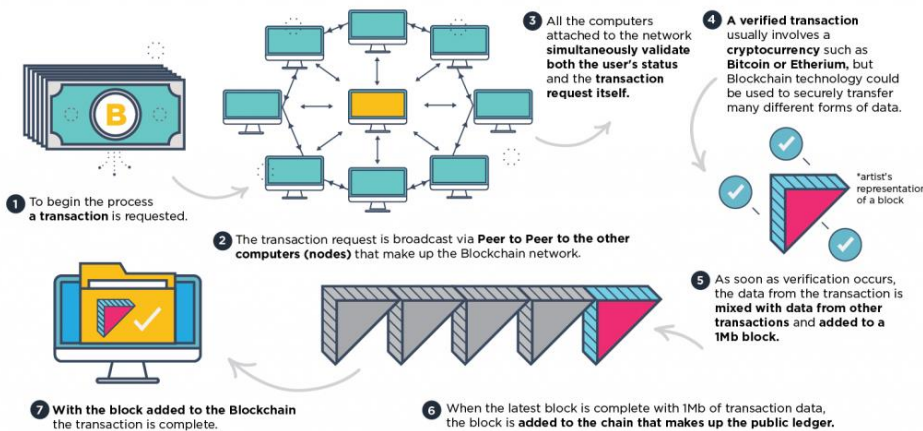 B
1 To begin the process
a transaction is requested.
2 The transaction request is broadcast via Peer to Peer to the other
computers (nodes) that make up the Blockchain network.
3 All the computers
attached to the network
simultaneously validate
both the user's status
and the transaction
request itself.
4 A verified transaction
usually involves a
cryptocurrency such as
Bitcoin or Etherium, but
Blockchain technology could
be used to securely transfer
many different forms of data.
*artist's
representation
of a block
5 As soon as verification occurs,
the data from the transaction is
mixed with data from other
transactions and added to a
1Mb block.
6 When the latest block is complete with 1Mb of transaction data,
the block is added to the chain that makes up the public ledger.
7 With the block added to the Blockchain
the transaction is complete.